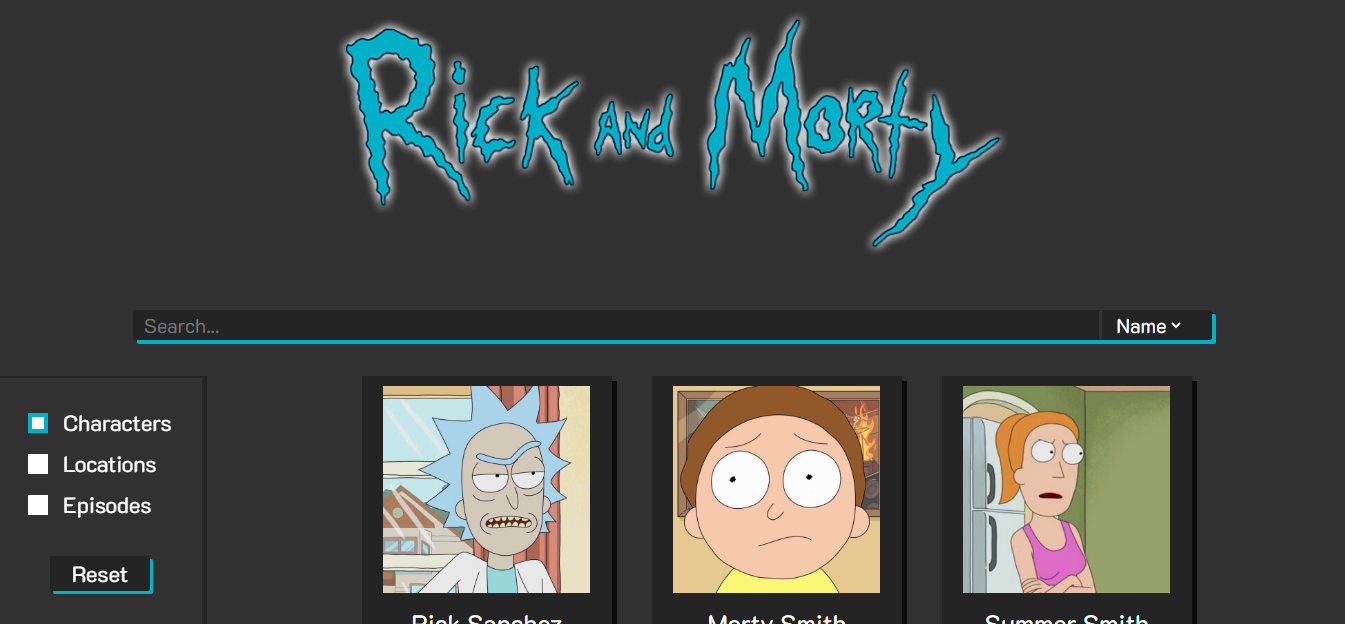 Rick and Morty
Search...
Name
Characters
Locations
Episodes
Reset
Rick Sanchez
Morty Smith
Summer Smith